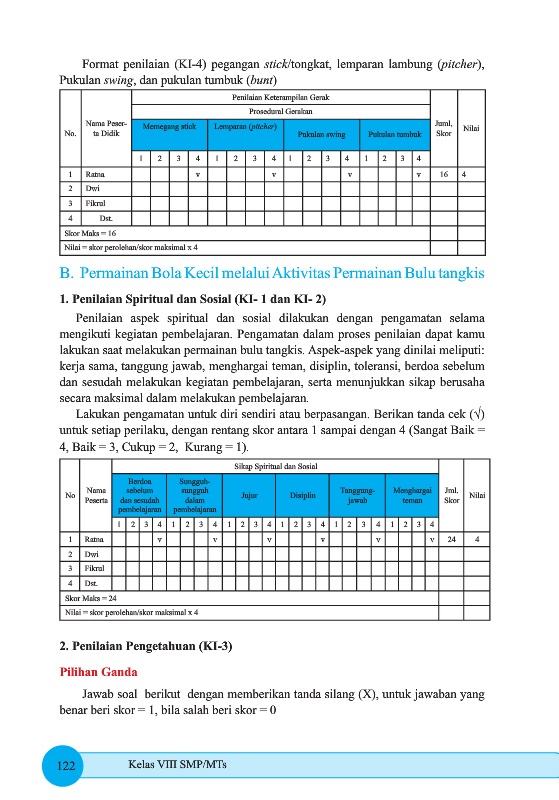 Format penilaian (KI-4) pegangan stick/tongkat, lemparan lambung (pitcher),
Pukulan swing, dan pukulan tumbuk (bunt)
Penilaian Keterampilan Gerak
Prosedural Gerakan
No.
Nama Peser-
ta Didik
Memegang stick
Lemparan (pitcher)
Pukulan swing
Pukulan tumbuk
Juml,
Skor
Nilai
1 2 3 4 1 2 3 4 1 2 3 4 1 2 3 4
1 Ratna v v v v 16 4
2 Dwi
3 Fikrul
4 Dst.
Skor Maks = 16
Nilai = skor perolehan/skor maksimal x 4
B. Permainan Bola Kecil melalui Aktivitas Permainan Bulu tangkis
1. Penilaian Spiritual dan Sosial (KI- 1 dan KI- 2)
Penilaian aspek spiritual dan sosial dilakukan dengan pengamatan selama
mengikuti kegiatan pembelajaran. Pengamatan dalam proses penilaian dapat kamu
lakukan saat melakukan permainan bulu tangkis. Aspek-aspek yang dinilai meliputi:
kerja sama, tanggung jawab, menghargai teman, disiplin, toleransi, berdoa sebelum
dan sesudah melakukan kegiatan pembelajaran, serta menunjukkan sikap berusaha
secara maksimal dalam melakukan pembelajaran.
Lakukan pengamatan untuk diri sendiri atau berpasangan. Berikan tanda cek (√)
untuk setiap perilaku, dengan rentang skor antara 1 sampai dengan 4 (Sangat Baik =
4, Baik = 3, Cukup = 2, Kurang = 1).
Sikap Spiritual dan Sosial
No
Nama
Peserta
Berdoa
sebelum
dan sesudah
pembelajaran
Sungguh-
sungguh
dalam
pembelajaran
Jujur
Disiplin
Tanggung-
jawab
Menghargai
teman
Jml,
Skor
Nilai
1 2 3 4 1 2 3 4 1 2 3 4 1 2 3 4 1 2 3 4 1 2 3 4
1 Ratna v v v v v v 24 4
2 Dwi
3 Fikrul
4 Dst.
Skor Maks = 24
Nilai = skor perolehan/skor maksimal x 4
2. Penilaian Pengetahuan (KI-3)
Pilihan Ganda
Jawab soal berikut dengan memberikan tanda silang (X), untuk jawaban yang
benar beri skor = 1, bila salah beri skor = 0
122
Kelas VIII SMP/MTs